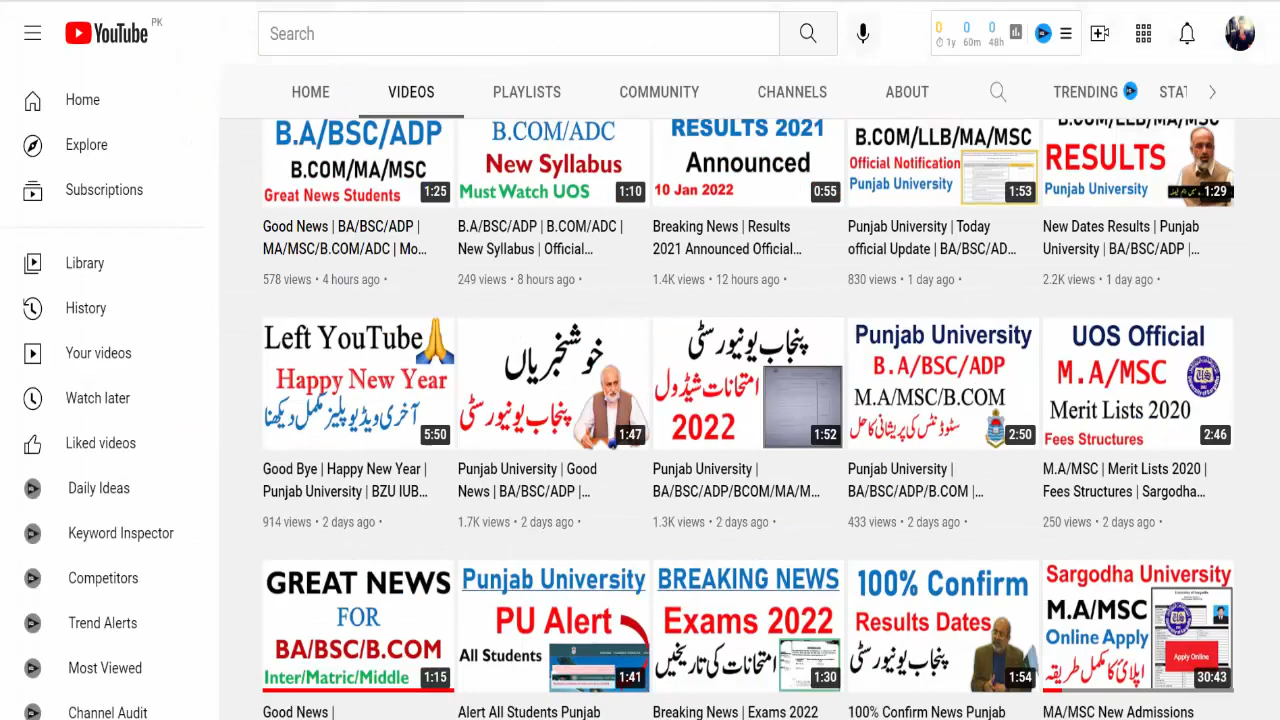 YouTube PK
Search
0 0 0
1y 60m 48h
Home
Explore
Subscriptions
Library
History
Your videos
Watch later
Liked videos
Daily Ideas
Keyword Inspector
Competitors
Trend Alerts
Most Viewed
Channel Audit
HOME VIDEOS PLAYLISTS COMMUNITY CHANNELS ABOUT TRENDING STAT
B.A/BSC/ADP
B.COM/MA/MSC
Great News Students
1:25
Good News | BA/BSC/ADP |
MA/MSC/B.COM/ADC | Mo...
578 views • 4 hours ago •
B.COM/ADC
New Syllabus
Must Watch UOS
1:10
B.A/BSC/ADP | B.COM/ADC |
New Syllabus | Official...
249 views • 8 hours ago •
RESULTS 2021
Announced
10 Jan 2022
0:55
Breaking News | Results
2021 Announced Official...
1.4K views • 12 hours ago •
B.COM/LLB/MA/MSC
Official Notification
Punjab University
1:53
Punjab University | Today
official Update | BA/BSC/AD...
830 views • 1 day ago •
B.COM/LLB/MA/MSC
RESULTS
Punjab University
1:29
New Dates Results | Punjab
University | BA/BSC/ADP |...
2.2K views • 1 day ago •
Left YouTube🙏
Happy New Year
آخری ویڈیو پلیز مکمل دیکھنا
5:50
Good Bye | Happy New Year |
Punjab University | BZU IUB...
914 views • 2 days ago •
خوشخبریاں
پنجاب یونیورسٹی
1:47
Punjab University | Good
News | BA/BSC/ADP |...
1.7K views • 2 days ago •
پنجاب یونیورسٹی
امتحانات شیڈول
2022
1:52
Punjab University |
BA/BSC/ADP/BCOM/MA/M...
1.3K views • 2 days ago •
Punjab University
B.A/BSC/ADP
M.A/MSC/B.COM
سٹوڈنٹس کی پریشانی کا حل
2:50
Punjab University |
BA/BSC/ADP/B.COM |...
433 views • 2 days ago •
UOS Official
M.A/MSC
Merit Lists 2020
Fees Structures
2:46
M.A/MSC | Merit Lists 2020 |
Fees Structures | Sargodha...
250 views • 2 days ago •
GREAT NEWS
FOR
BA/BSC/B.COM
Inter/Matric/Middle
1:15
Good News |
Punjab University
PU Alert
All Students
1:41
Alert All Students Punjab
BREAKING NEWS
Exams 2022
امتحانات کی تاریخیں
1:30
Breaking News | Exams 2022
100% Confirm
Results Dates
پنجاب یونیورسٹی
1:54
100% Confirm News Punjab
Sargodha University
M.A/MSC
Online Apply
Apply Online
اپلائی کا مکمل طریقہ
30:43
MA/MSC New Admissions